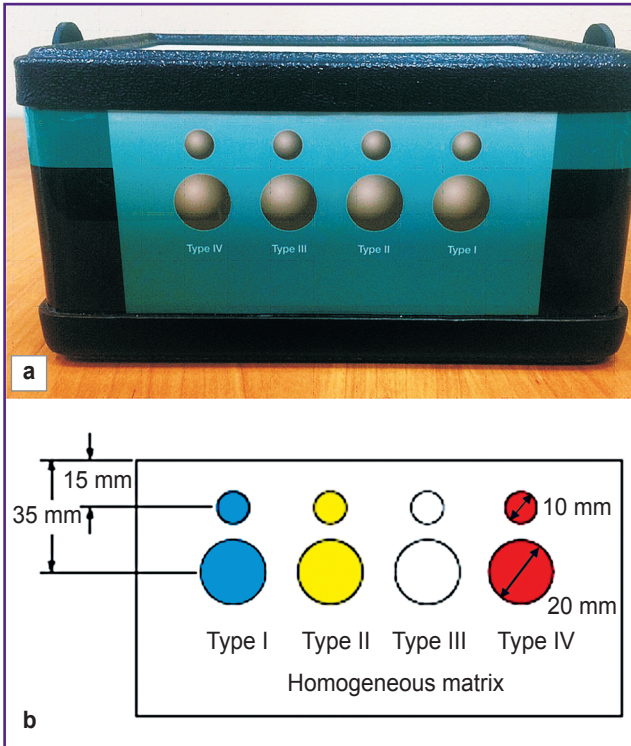 Type IV Type III Type II Type I
a
15 mm
35 mm
10 mm
20 mm
Type I Type II Type III Type IV
Homogeneous matrix
b